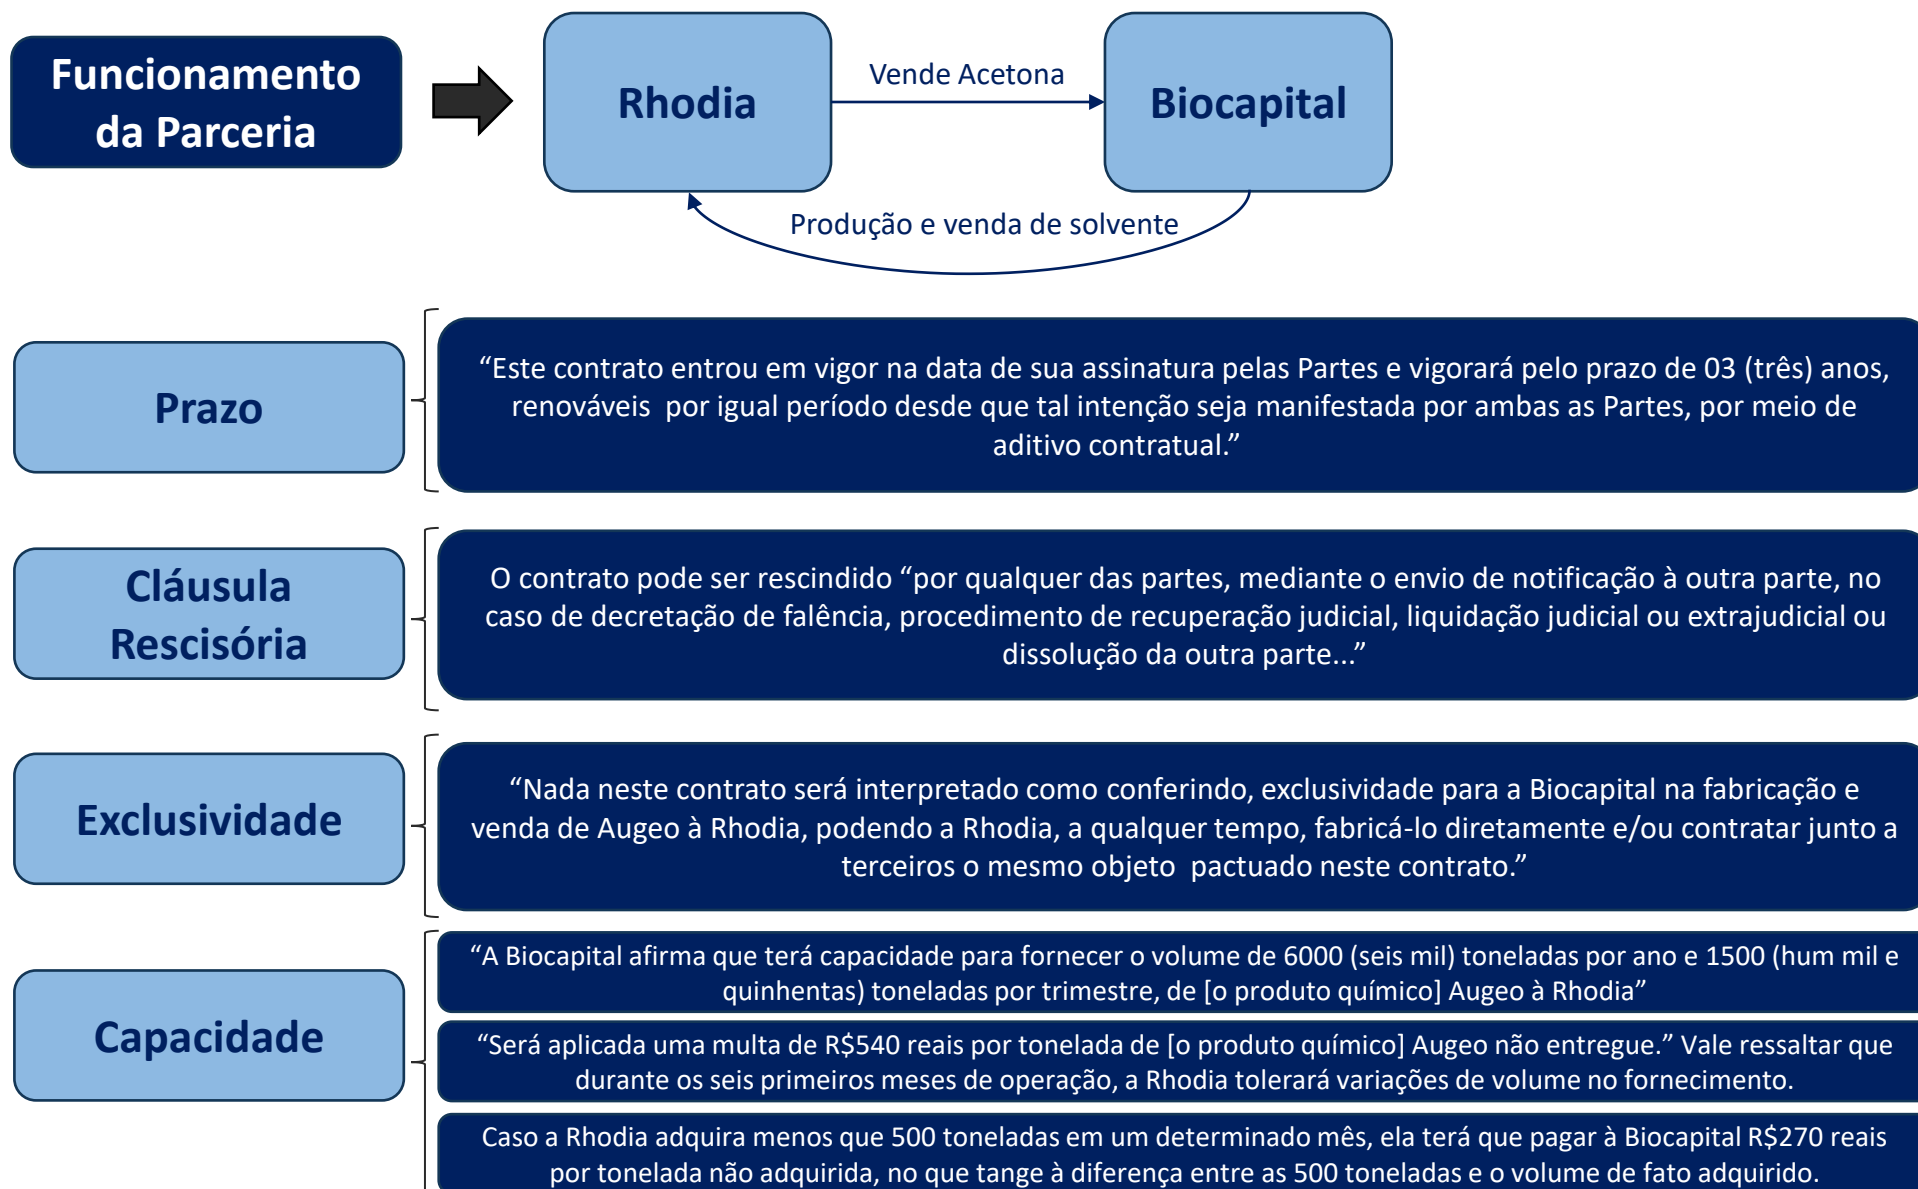 Funcionamento
da Parceria
Rhodia
Vende Acetona
Biocapital
Produção e venda de solvente
Prazo
“Este contrato entrou em vigor na data de sua assinatura pelas Partes e vigorará pelo prazo de 03 (três) anos,
renováveis por igual período desde que tal intenção seja manifestada por ambas as Partes, por meio de
aditivo contratual.”
Cláusula
Rescisória
O contrato pode ser rescindido “por qualquer das partes, mediante o envio de notificação à outra parte, no
caso de decretação de falência, procedimento de recuperação judicial, liquidação judicial ou extrajudicial ou
dissolução da outra parte...”
Exclusividade
“Nada neste contrato será interpretado como conferindo, exclusividade para a Biocapital na fabricação e
venda de Augeo à Rhodia, podendo a Rhodia, a qualquer tempo, fabricá-lo diretamente e/ou contratar junto a
terceiros o mesmo objeto pactuado neste contrato.”
Capacidade
“A Biocapital afirma que terá capacidade para fornecer o volume de 6000 (seis mil) toneladas por ano e 1500 (hum mil e
quinhentas) toneladas por trimestre, de [o produto químico] Augeo à Rhodia”
“Será aplicada uma multa de R$540 reais por tonelada de [o produto químico] Augeo não entregue.” Vale ressaltar que
durante os seis primeiros meses de operação, a Rhodia tolerará variações de volume no fornecimento.
Caso a Rhodia adquira menos que 500 toneladas em um determinado mês, ela terá que pagar à Biocapital R$270 reais
por tonelada não adquirida, no que tange à diferença entre as 500 toneladas e o volume de fato adquirido.